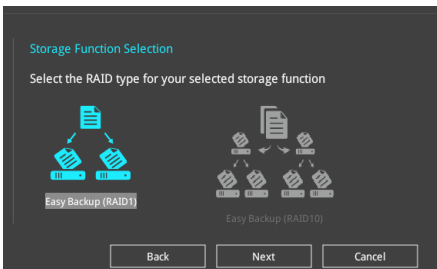 Storage Function Selection
Select the RAID type for your selected storage function
Easy Backup (RAID1)
Easy Backup (RAID10)
Back
Next
Cancel